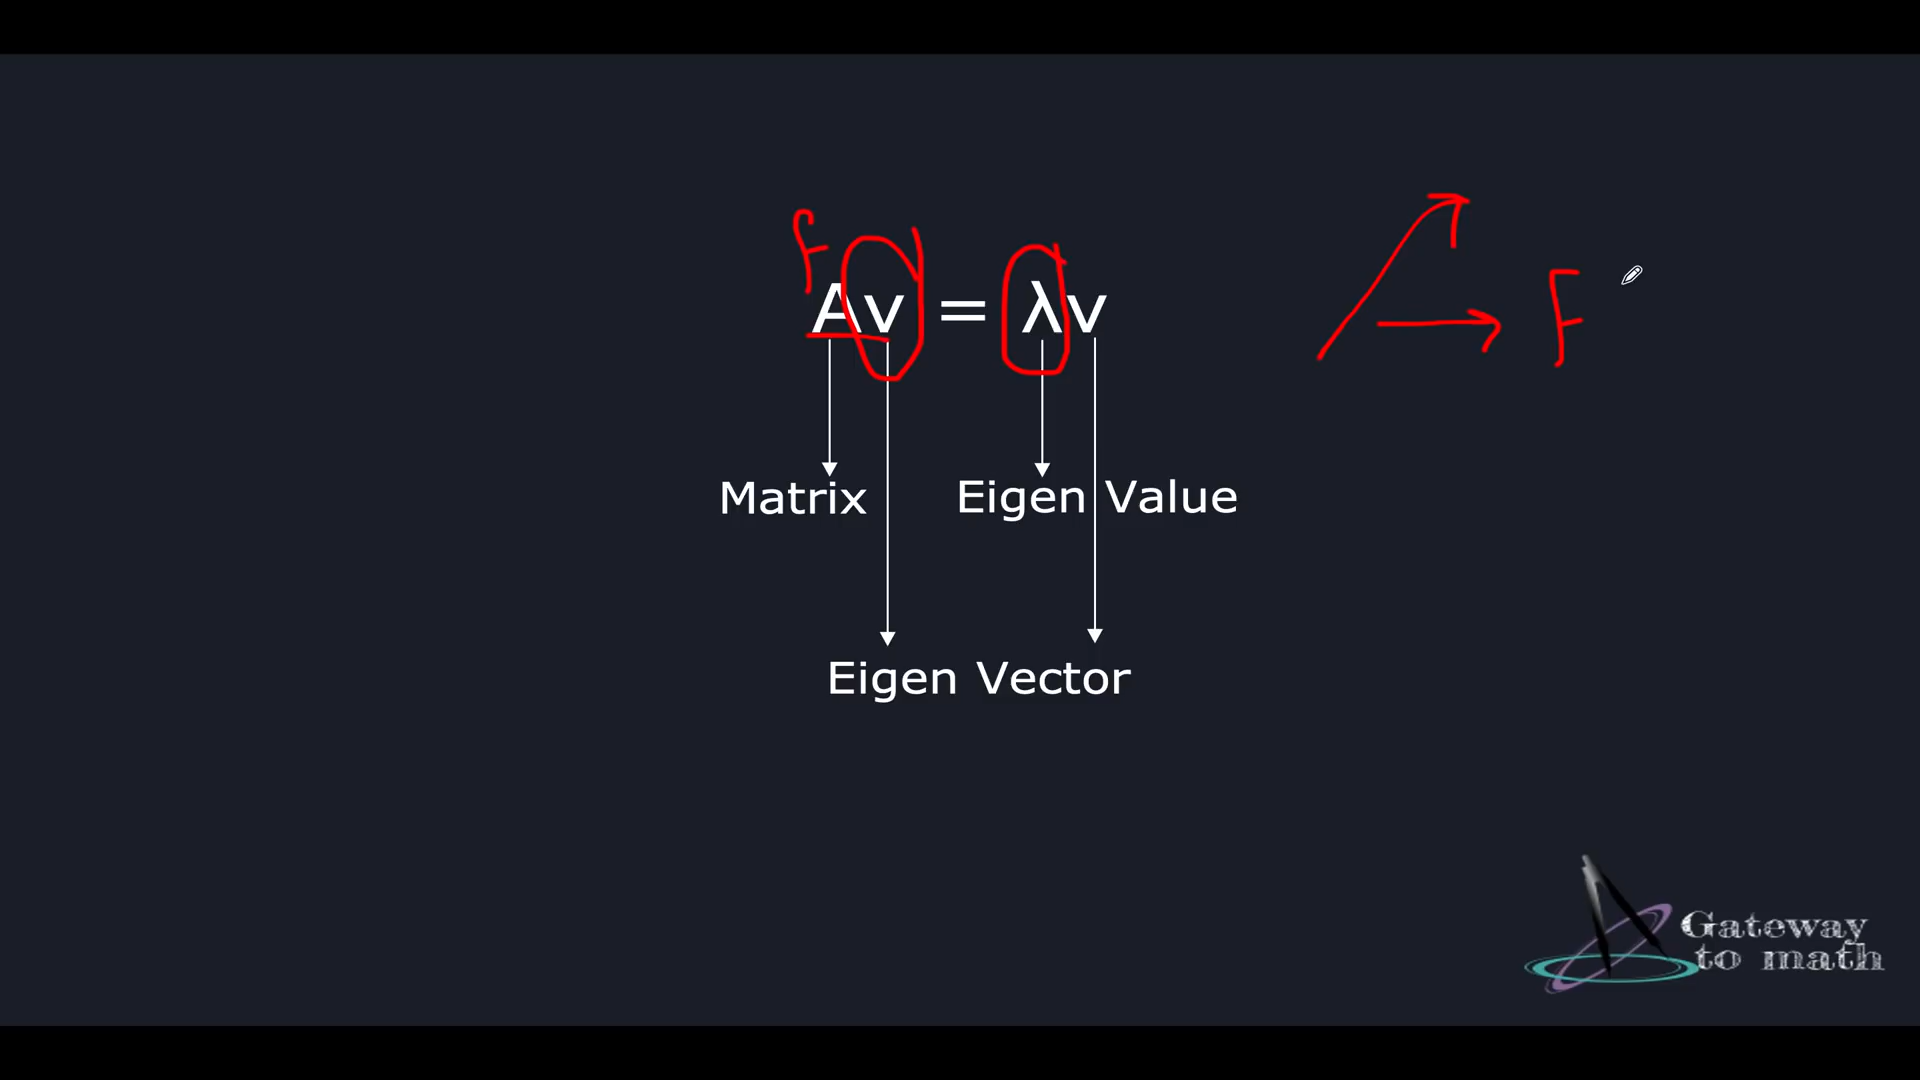 F
Av = λv
F
Matrix
Eigen Value
Eigen Vector
Gateway
to math